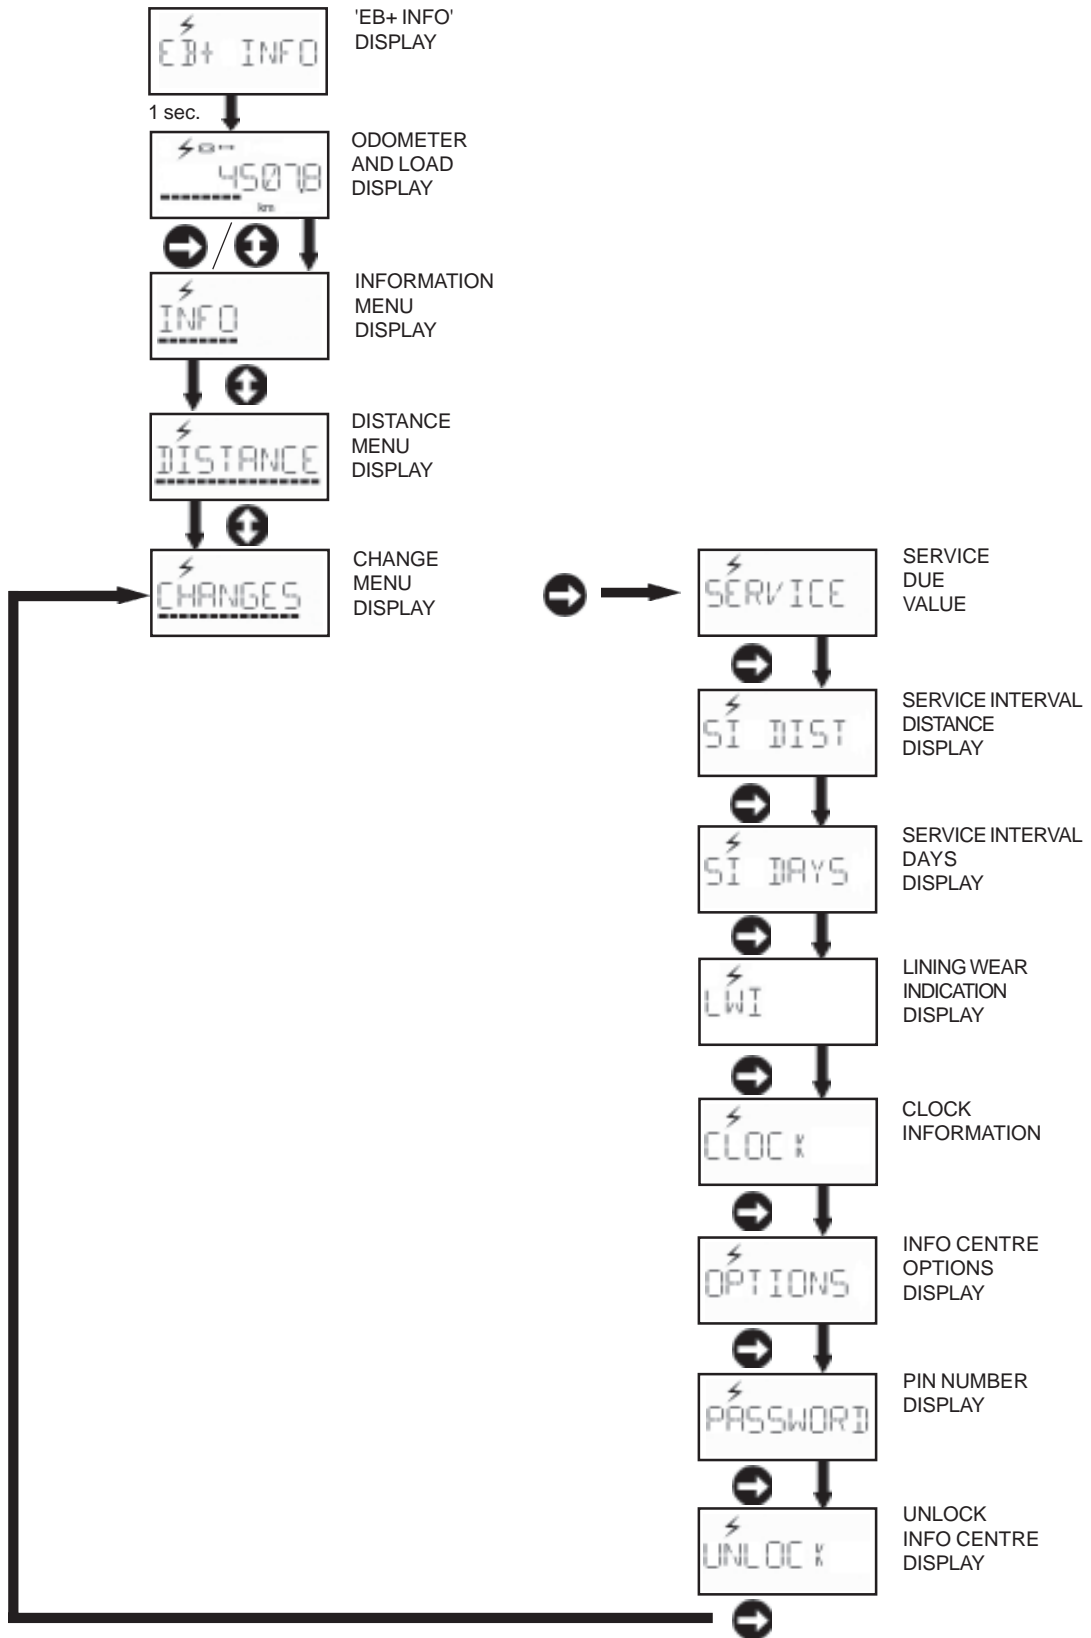 EB+ INFO
'EB+ INFO'
DISPLAY
1 sec.
45078
km
ODOMETER
AND LOAD
DISPLAY
INFO
INFORMATION
MENU
DISPLAY
DISTANCE
DISTANCE
MENU
DISPLAY
CHANGES
CHANGE
MENU
DISPLAY
SERVICE
SERVICE
DUE
VALUE
SI DIST
SERVICE INTERVAL
DISTANCE
DISPLAY
SI DAYS
SERVICE INTERVAL
DAYS
DISPLAY
LWI
LINING WEAR
INDICATION
DISPLAY
CLOCK
CLOCK
INFORMATION
OPTIONS
INFO CENTRE
OPTIONS
DISPLAY
PASSWORD
PIN NUMBER
DISPLAY
UNLOCK
UNLOCK
INFO CENTRE
DISPLAY